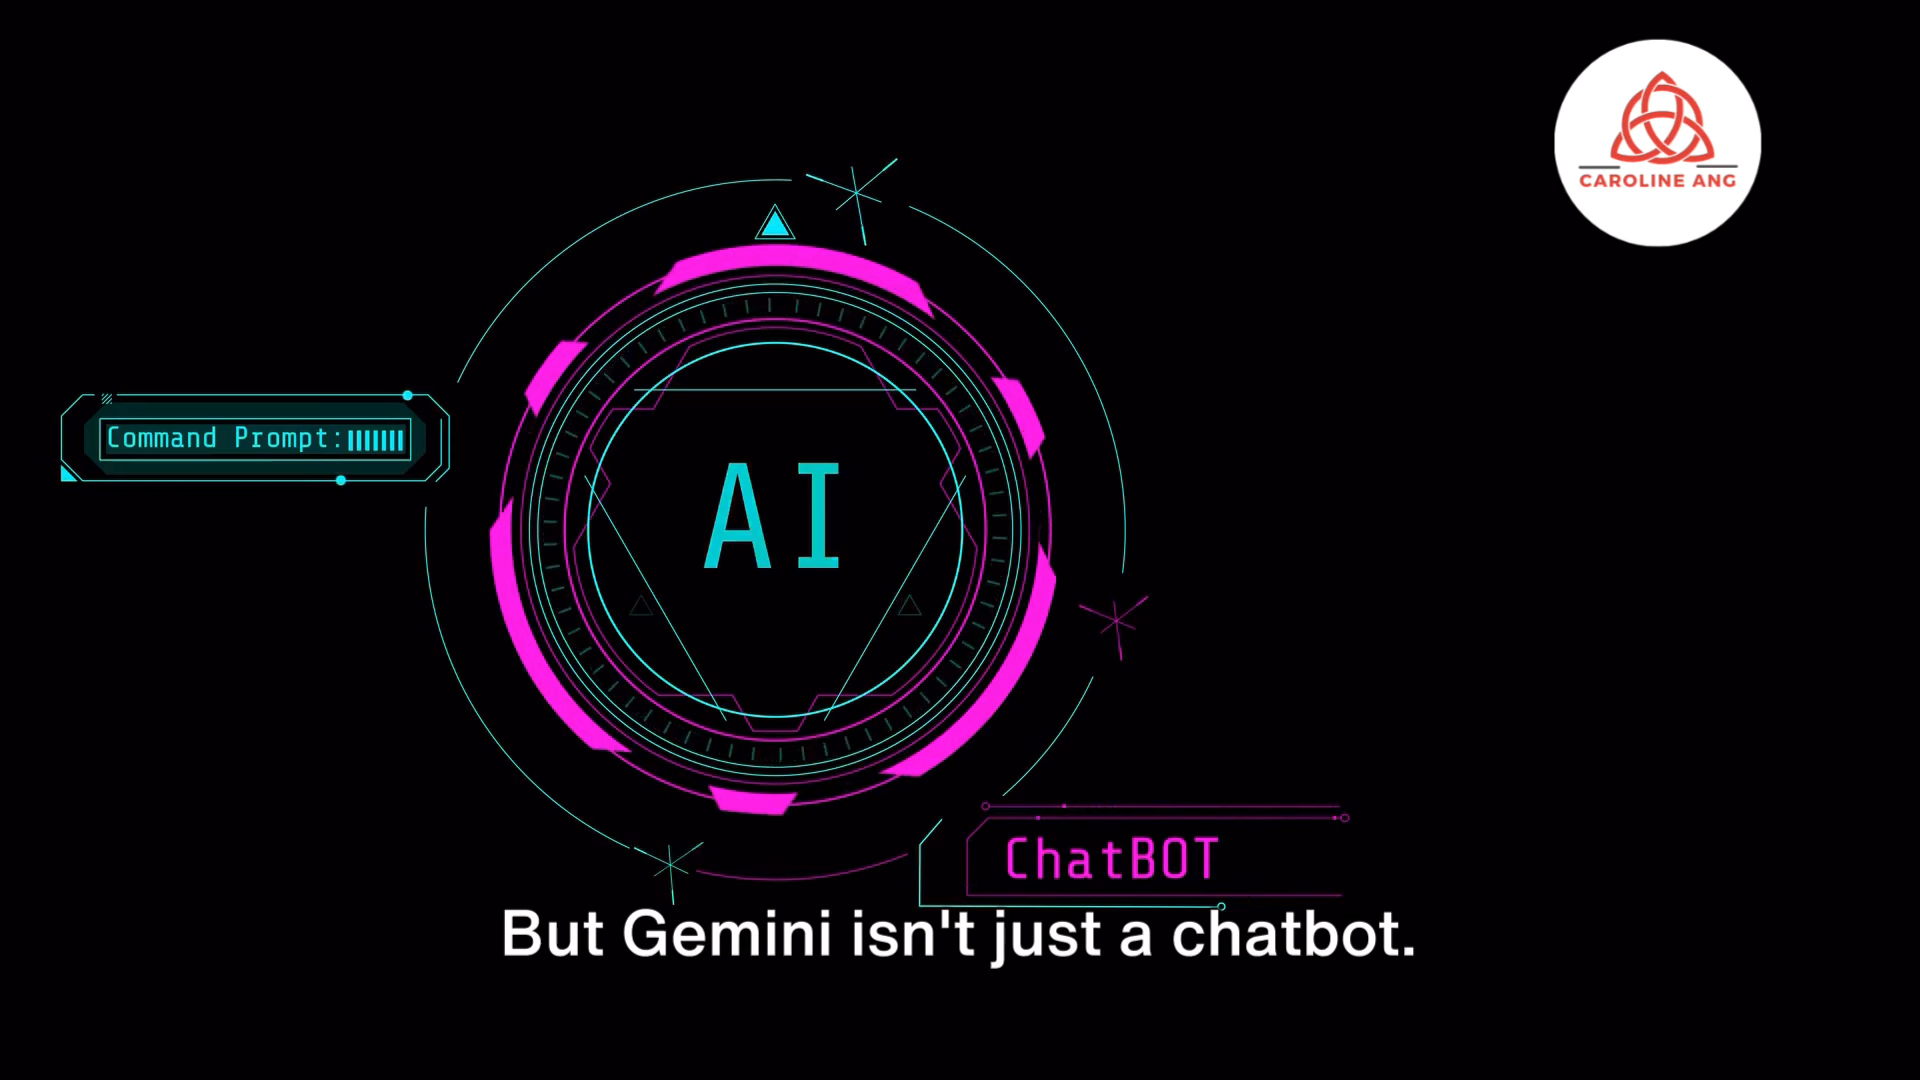 CAROLINE ANG
Command Prompt:
AI
ChatBOT
But Gemini isn't just a chatbot.